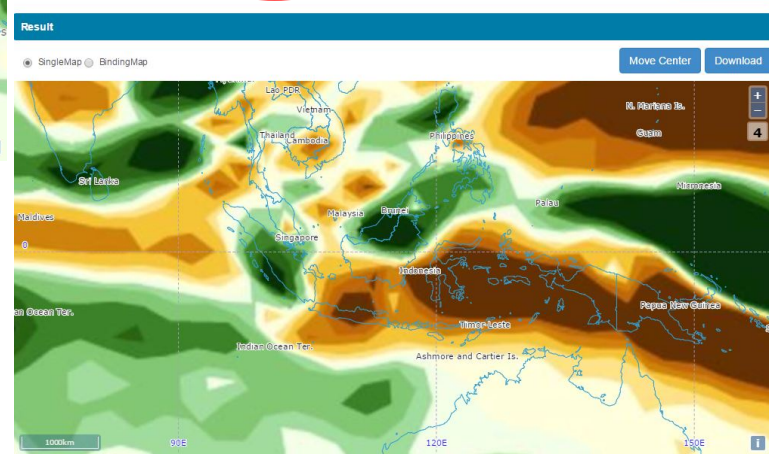 Result
SingleMap BindingMap Move Center Download
Lao PDR
Vietnam
N. Mariana Is.
Thailand
Cambodia
Philippines
Guam
+
-
4
Sri Lanka
Micronesia
Maldives
Malaysia
Brunei
Palau
0
Singapore
Indonesia
an Ocean Ter.
Papua New Guinea
Timor-Leste
Indian Ocean Ter.
Ashmore and Cartier Is.
1000km
90E
120E
150E
i